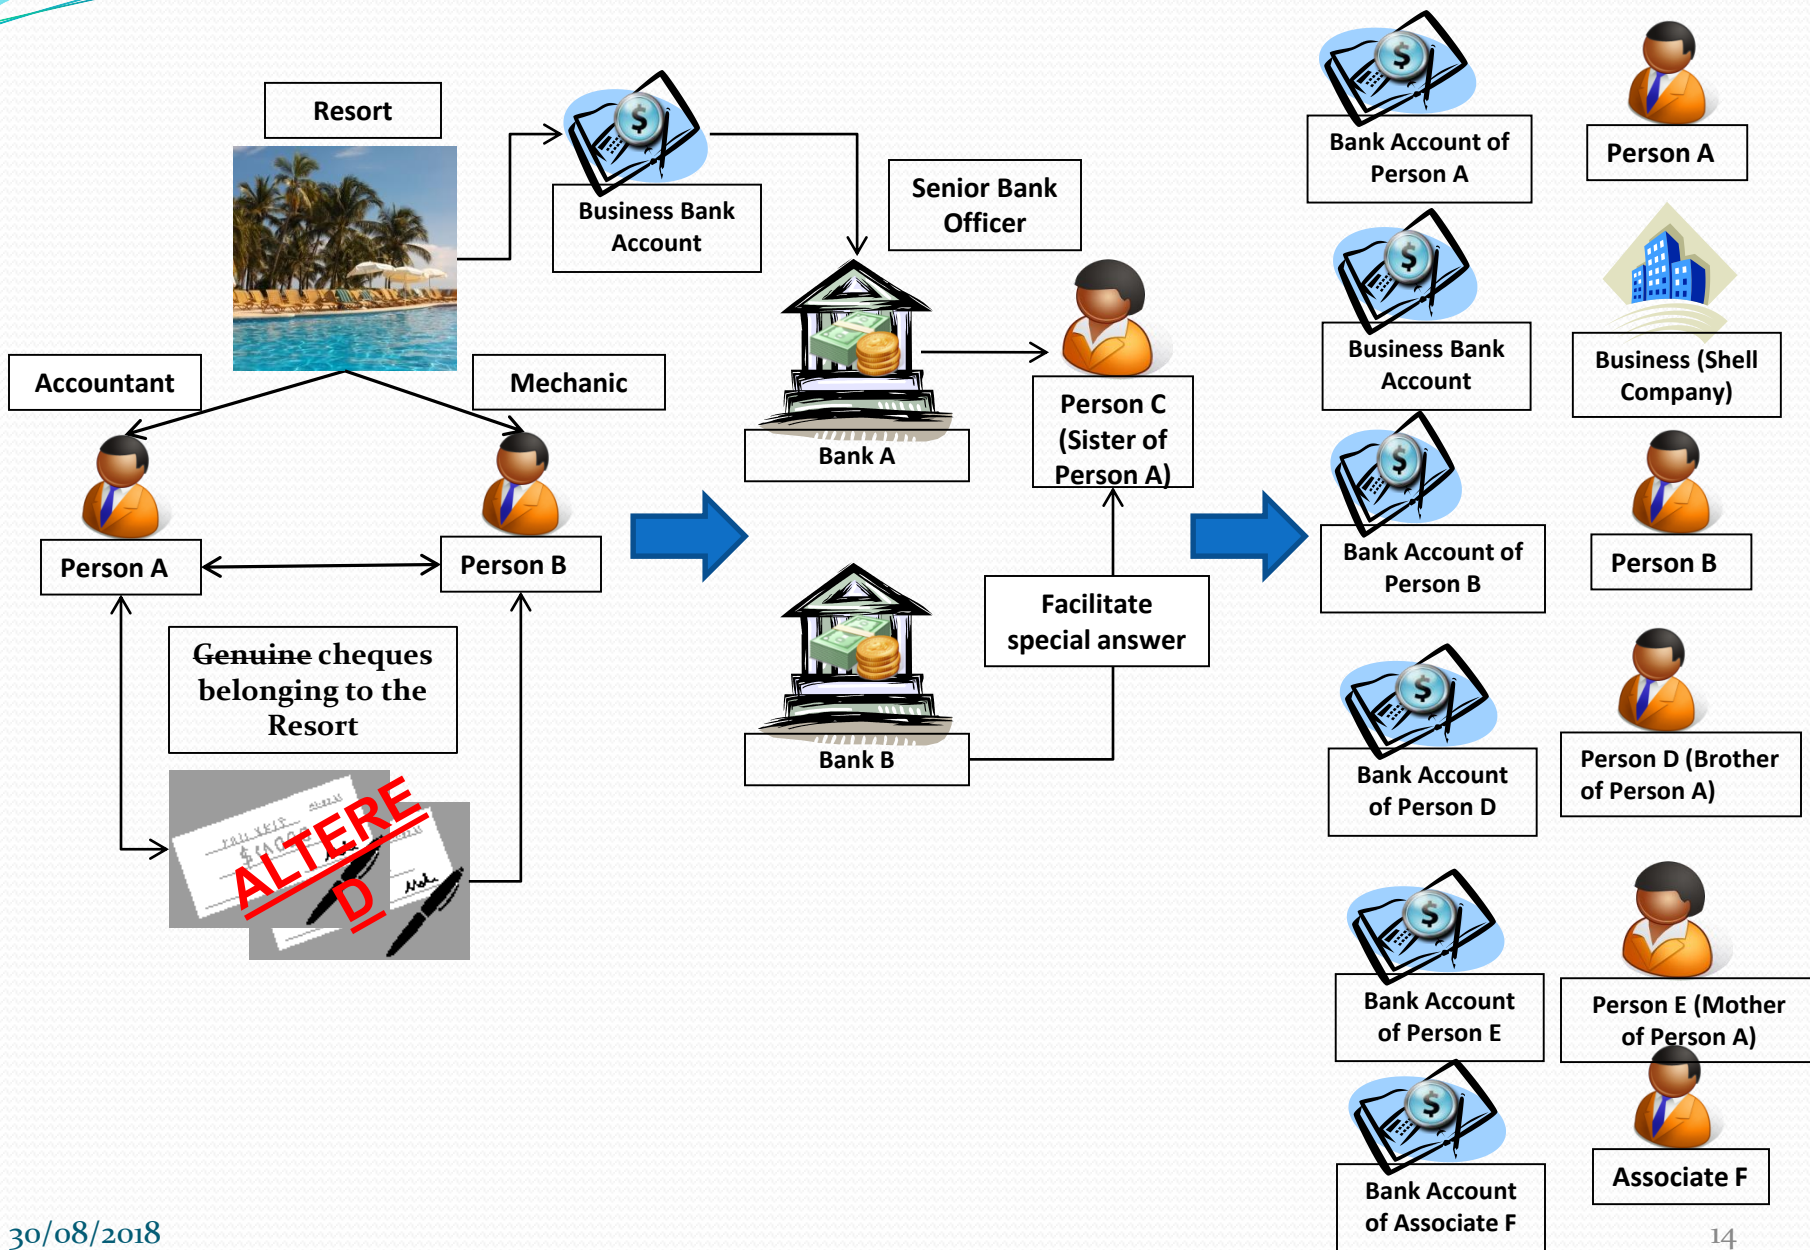 Resort
Business Bank
Account
Senior Bank
Officer
Accountant
Mechanic
Person A
Person B
Genuine cheques
belonging to the
Resort
ALTERE
D
Bank A
Person C
(Sister of
Person A)
Facilitate
special answer
Bank B
Bank Account of
Person A
Person A
Business Bank
Account
Business (Shell
Company)
Bank Account of
Person B
Person B
Bank Account
of Person D
Person D (Brother
of Person A)
Bank Account
of Person E
Person E (Mother
of Person A)
Bank Account
of Associate F
Associate F
30/08/2018
14